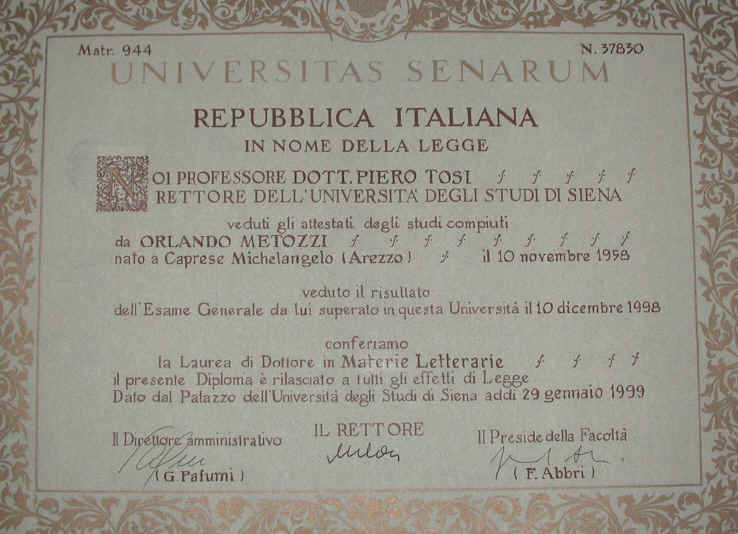 Matr. 944 N. 37830
UNIVERSITAS SENARUM
REPUBBLICA ITALIANA
IN NOME DELLA LEGGE
NOI PROFESSORE DOTT. PIERO TOSI
RETTORE DELL'UNIVERSITA' DEGLI STUDI DI SIENA
veduti gli attestati degli studi compiuti
da ORLANDO METOZZI
nato a Caprese Michelangelo (Arezzo) il 10 novembre 1958
veduto il risultato
dell'Esame Generale da lui superato in questa Università il 10 dicembre 1998
conferiamo
la Laurea di Dottore in Materie Letterarie
il presente Diploma è rilasciato a tutti gli effetti di Legge
Dato dal Palazzo dell'Università degli Studi di Siena addì 29 gennaio 1999
Il Direttore amministrativo IL RETTORE Il Preside della Facoltà
(G. Pafumi) (F. Abbri)